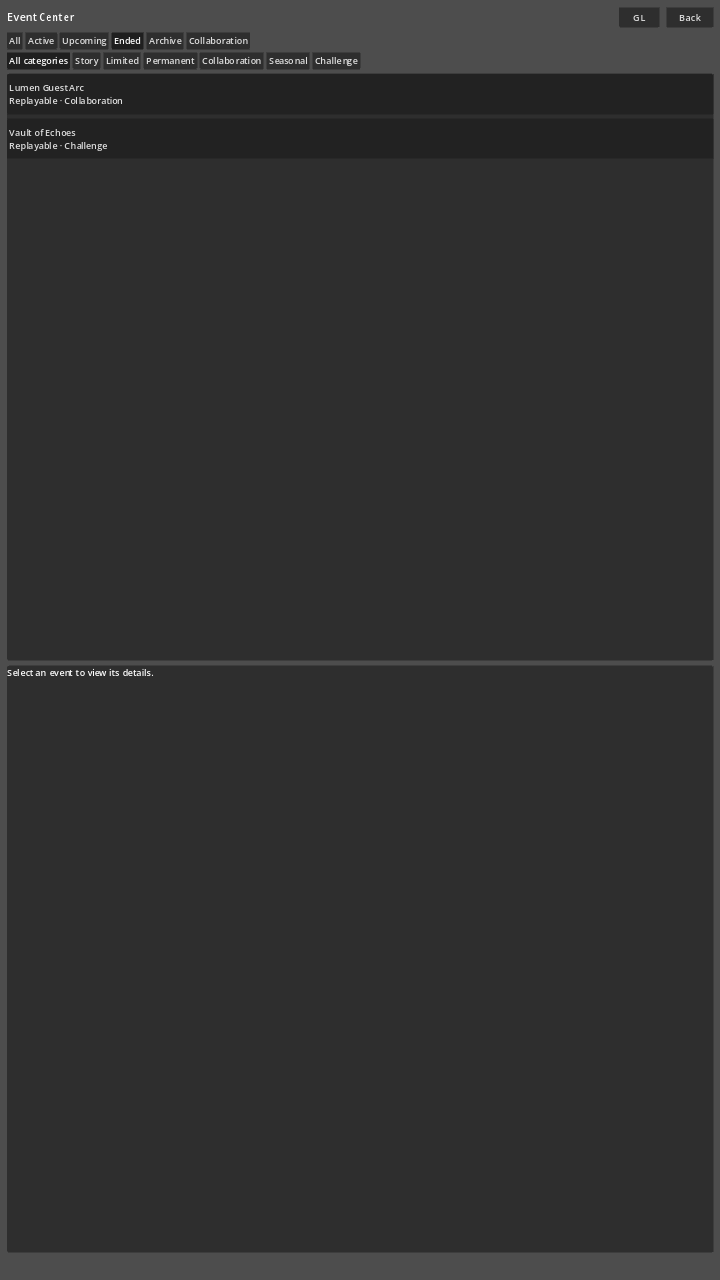 Event Center
GL
Back
All
Active
Upcoming
Ended
Archive
Collaboration
All categories
Story
Limited
Permanent
Collaboration
Seasonal
Challenge
Lumen Guest Arc
Replayable · Collaboration
Vault of Echoes
Replayable · Challenge
Select an event to view its details.